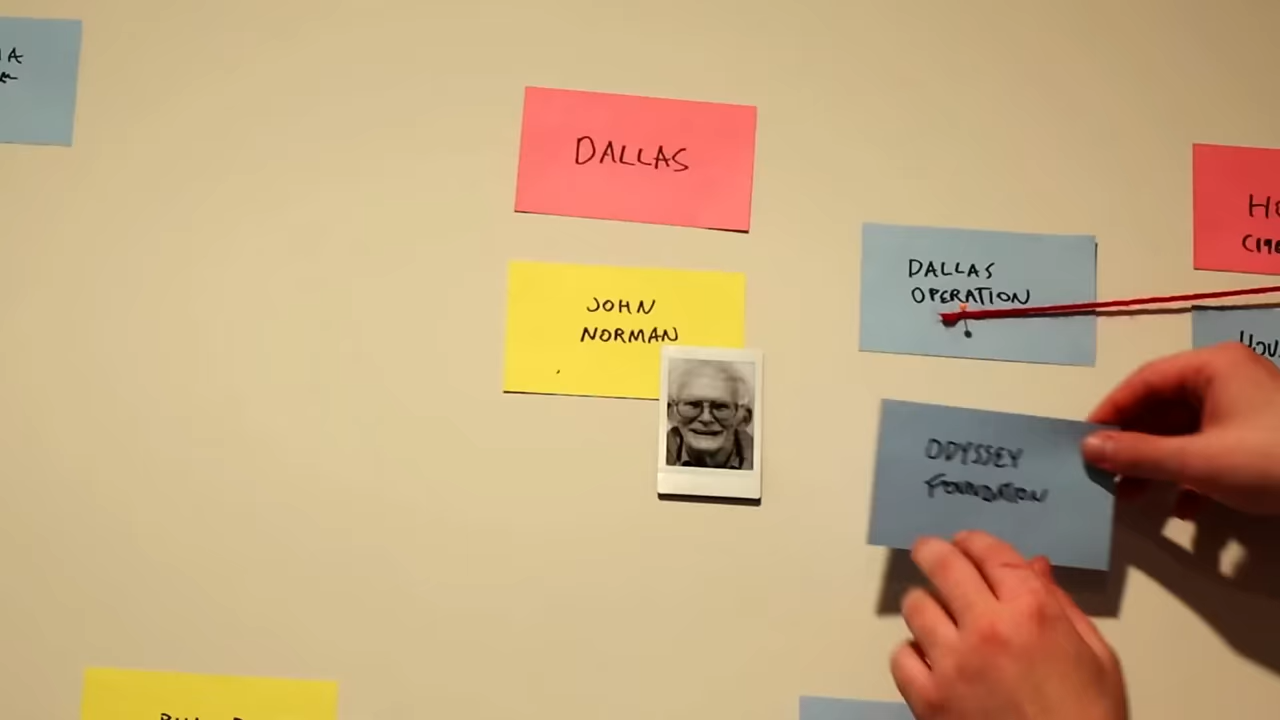 DALLAS
JOHN
NORMAN
DALLAS
OPERATION
ODYSSEY
FOUNDATION